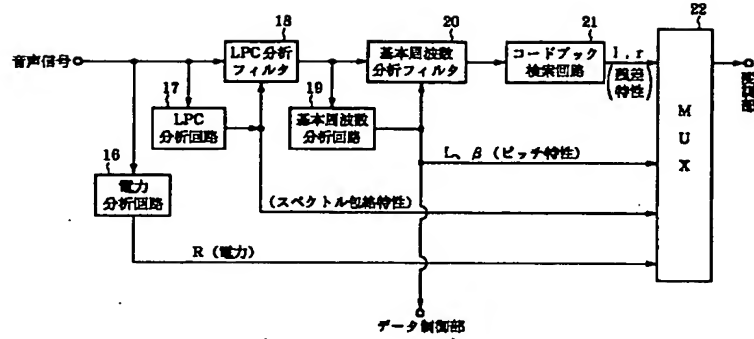 18
20
21
22
音声信号
LPC分析
フィルタ
基本周波数
分析フィルタ
コードブック
検索回路
I, r
(残差
特性)
M
U
X
17
LPC
分析回路
19
基本周波数
分析回路
L、β(ピッチ特性)
16
電力
分析回路
(スペクトル包絡特性)
R(電力)
データ制御部